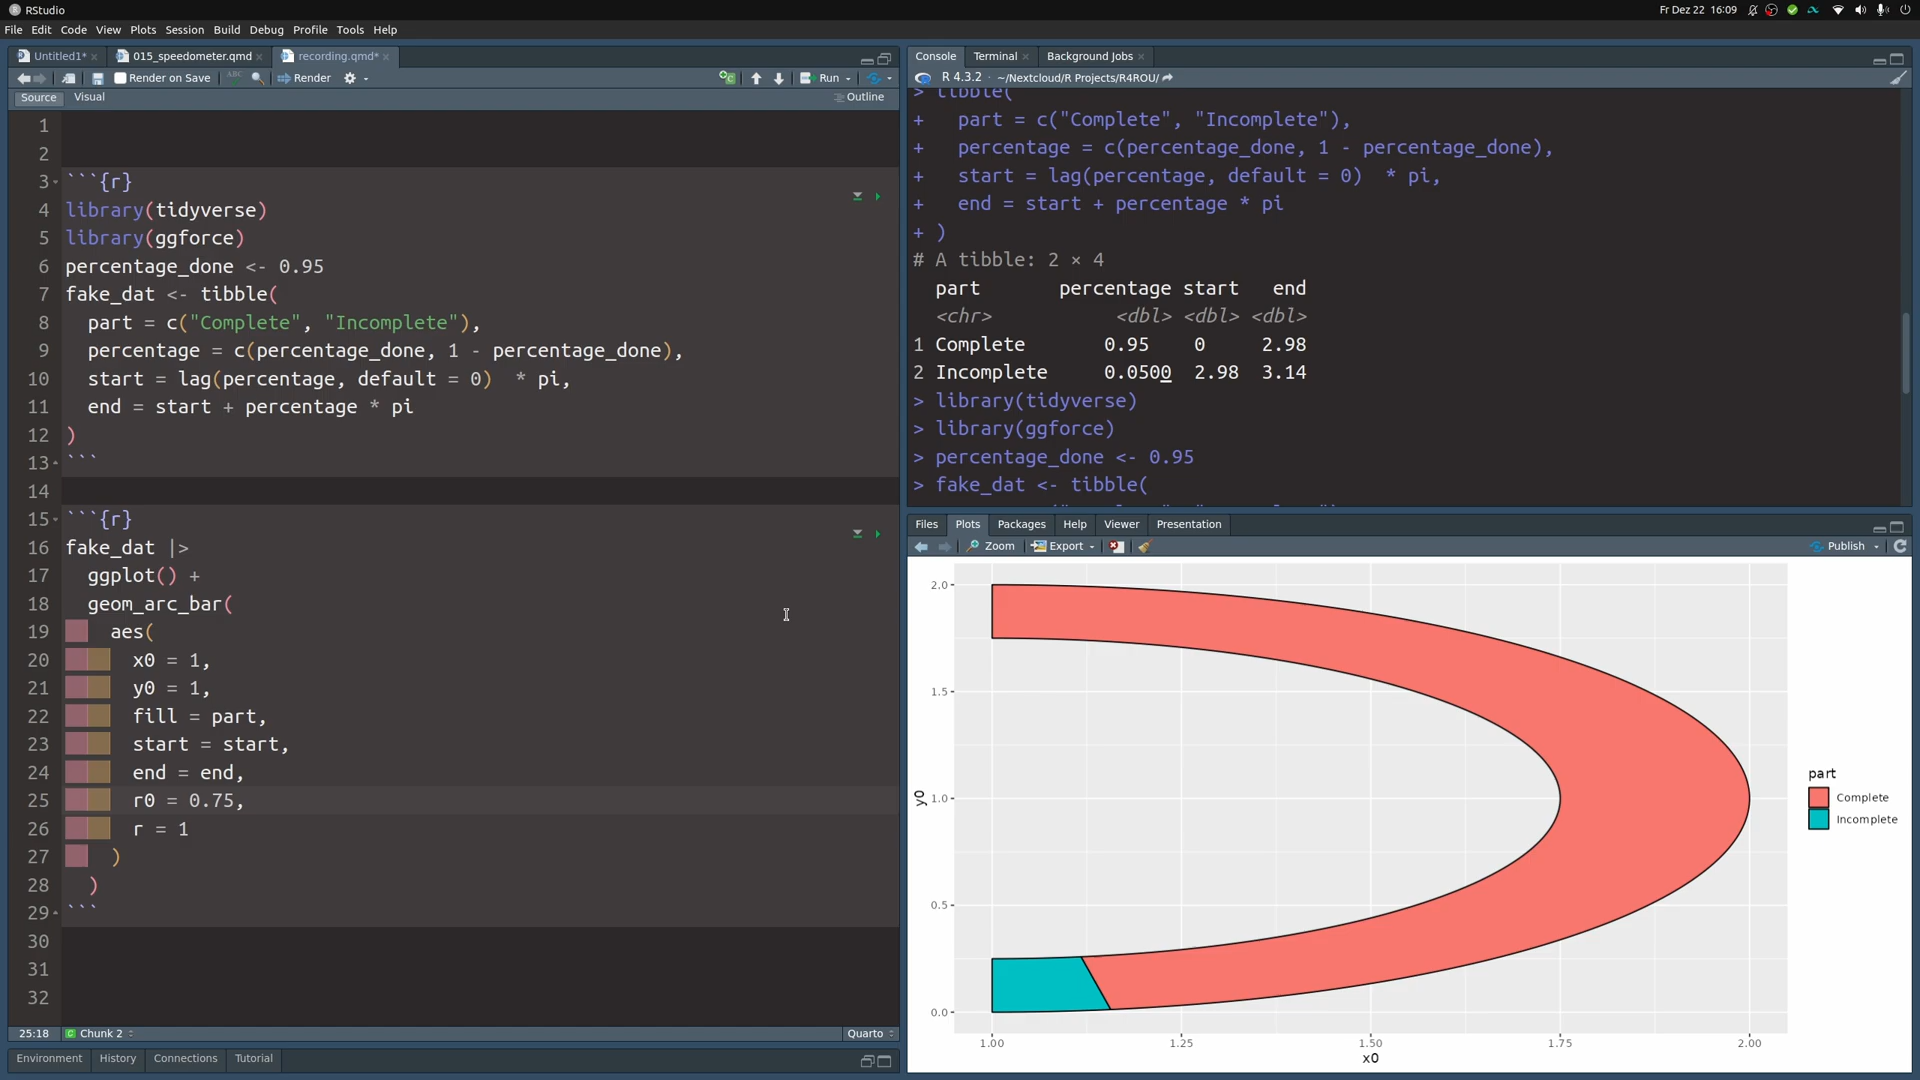 RStudio
Fr Dez 22 16:09
File Edit Code View Plots Session Build Debug Profile Tools Help
Untitled1* × 015_speedometer.qmd × recording.qmd* ×
Render on Save ABC Render Run
Source Visual Outline
1
2
3 ```{r}
4 library(tidyverse)
5 library(ggforce)
6 percentage_done <- 0.95
7 fake_dat <- tibble(
8   part = c("Complete", "Incomplete"),
9   percentage = c(percentage_done, 1 - percentage_done),
10   start = lag(percentage, default = 0)  * pi,
11   end = start + percentage * pi
12 )
13 ```
14
15 ```{r}
16 fake_dat |>
17   ggplot() +
18   geom_arc_bar(
19     aes(
20       x0 = 1,
21       y0 = 1,
22       fill = part,
23       start = start,
24       end = end,
25       r0 = 0.75,
26       r = 1
27     )
28   )
29 ```
30
31
32
25:18 C Chunk 2 Quarto
Environment History Connections Tutorial
Console Terminal × Background Jobs ×
R 4.3.2 · ~/Nextcloud/R Projects/R4ROU/
> tibble(
+   part = c("Complete", "Incomplete"),
+   percentage = c(percentage_done, 1 - percentage_done),
+   start = lag(percentage, default = 0)  * pi,
+   end = start + percentage * pi
+ )
# A tibble: 2 × 4
  part       percentage start   end
  <chr>           <dbl> <dbl> <dbl>
1 Complete       0.95    0     2.98
2 Incomplete     0.0500  2.98  3.14
> library(tidyverse)
> library(ggforce)
> percentage_done <- 0.95
> fake_dat <- tibble(
Files Plots Packages Help Viewer Presentation
Zoom Export Publish
2.0
1.5
1.0
0.5
0.0
y0
1.00 1.25 1.50 1.75 2.00
x0
part
Complete
Incomplete